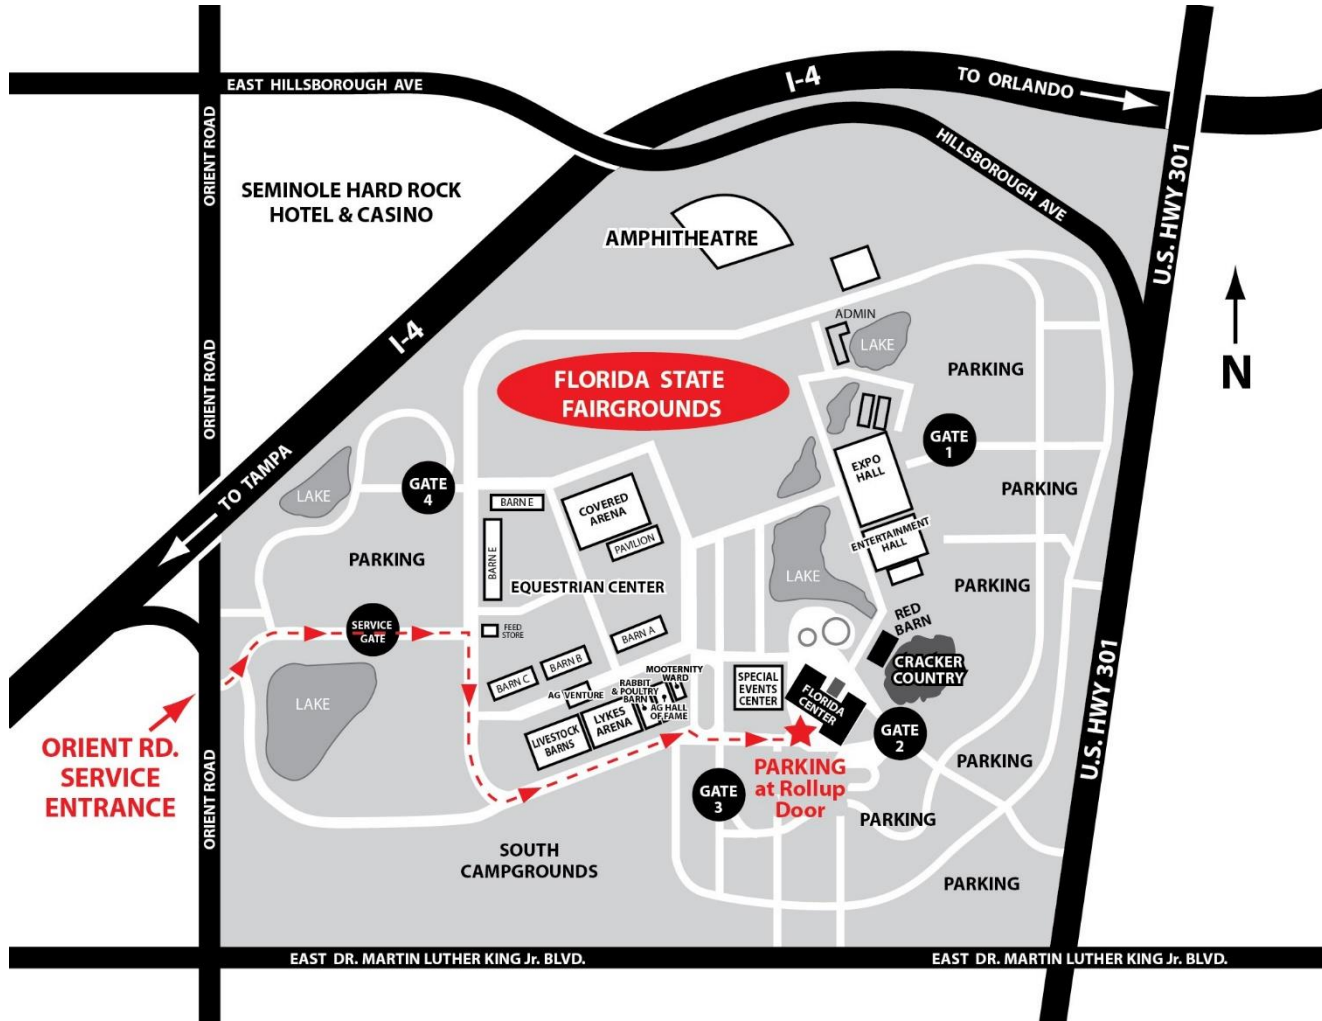 I-4
TO ORLANDO
EAST HILLSBOROUGH AVE
ORIENT ROAD
HILLSBOROUGH AVE
U.S. HWY 301
SEMINOLE HARD ROCK
HOTEL & CASINO
AMPHITHEATRE
N
ADMIN
LAKE
I-4
PARKING
FLORIDA STATE
FAIRGROUNDS
ORIENT ROAD
GATE
1
EXPO
HALL
TO TAMPA
LAKE
GATE
4
PARKING
BARN E
COVERED
ARENA
PAVILION
ENTERTAINMENT
HALL
BARN E
PARKING
LAKE
PARKING
EQUESTRIAN CENTER
RED
BARN
SERVICE
GATE
FEED
STORE
BARN A
CRACKER
COUNTRY
U.S. HWY 301
BARN B
BARN C
MOOTERNITY
WARD
RABBIT
& POULTRY
BARN
AG HALL
OF FAME
AG VENTURE
SPECIAL
EVENTS
CENTER
FLORIDA
CENTER
LAKE
LYKES
ARENA
LIVESTOCK
BARNS
GATE
2
ORIENT RD.
SERVICE
ENTRANCE
ORIENT ROAD
PARKING
at Rollup
Door
PARKING
GATE
3
PARKING
SOUTH
CAMPGROUNDS
PARKING
EAST DR. MARTIN LUTHER KING Jr. BLVD.
EAST DR. MARTIN LUTHER KING Jr. BLVD.